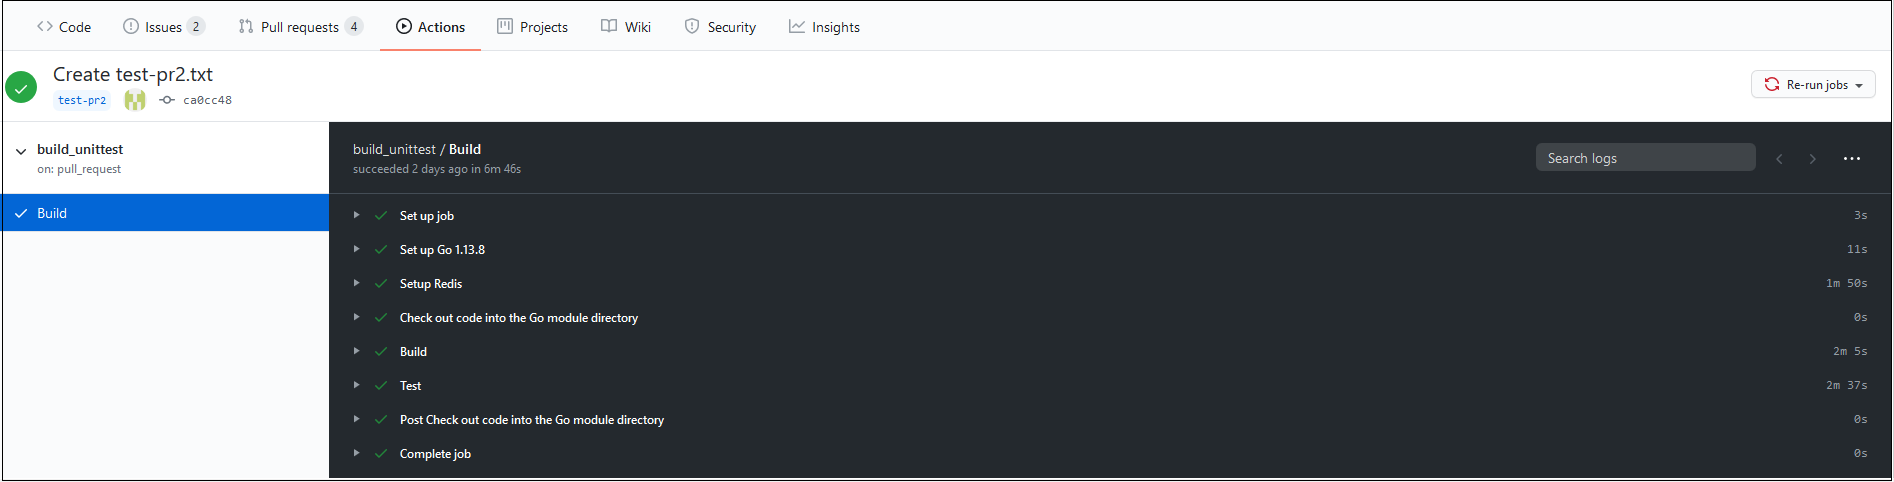 Code Issues 2 Pull requests 4 Actions Projects Wiki Security Insights
Create test-pr2.txt
test-pr2 ca0cc48
Re-run jobs
build_unittest
on: pull_request
Build
build_unittest / Build
succeeded 2 days ago in 6m 46s
Search logs
Set up job 3s
Set up Go 1.13.8 11s
Setup Redis 1m 50s
Check out code into the Go module directory 0s
Build 2m 5s
Test 2m 37s
Post Check out code into the Go module directory 0s
Complete job 0s